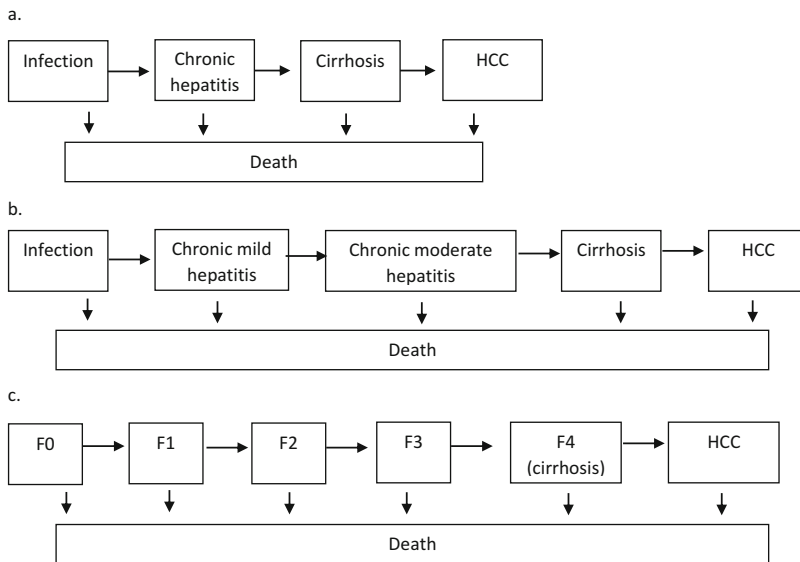 a.
Infection
Chronic
hepatitis
Cirrhosis
HCC
Death
b.
Infection
Chronic mild
hepatitis
Chronic moderate
hepatitis
Cirrhosis
HCC
Death
c.
F0
F1
F2
F3
F4
(cirrhosis)
HCC
Death